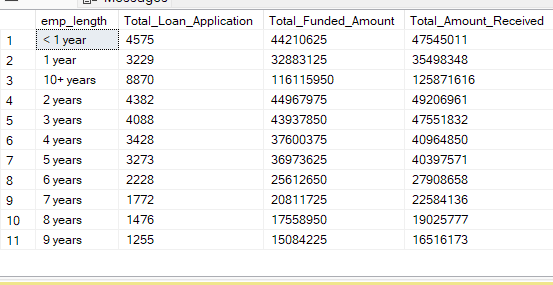 Messages
emp_length Total_Loan_Application Total_Funded_Amount Total_Amount_Received
1 < 1 year 4575 44210625 47545011
2 1 year 3229 32883125 35498348
3 10+ years 8870 116115950 125871616
4 2 years 4382 44967975 49206961
5 3 years 4088 43937850 47551832
6 4 years 3428 37600375 40964850
7 5 years 3273 36973625 40397571
8 6 years 2228 25612650 27908658
9 7 years 1772 20811725 22584136
10 8 years 1476 17558950 19025777
11 9 years 1255 15084225 16516173